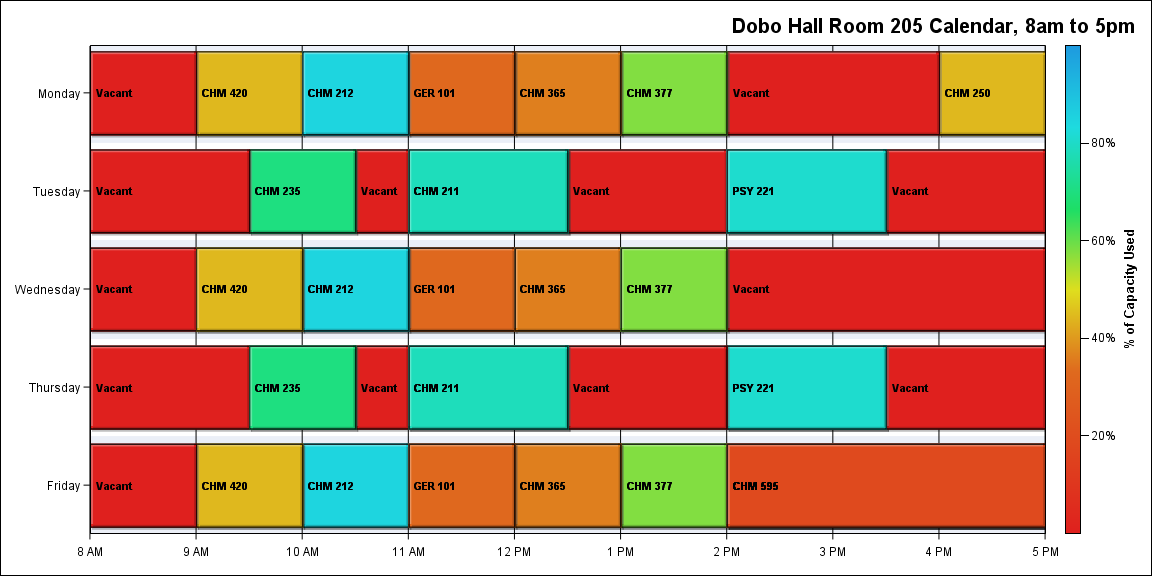 Dobo Hall Room 205 Calendar, 8am to 5pm
Monday
Vacant
CHM 420
CHM 212
GER 101
CHM 365
CHM 377
Vacant
CHM 250
Tuesday
Vacant
CHM 235
Vacant
CHM 211
Vacant
PSY 221
Vacant
Wednesday
Vacant
CHM 420
CHM 212
GER 101
CHM 365
CHM 377
Vacant
Thursday
Vacant
CHM 235
Vacant
CHM 211
Vacant
PSY 221
Vacant
Friday
Vacant
CHM 420
CHM 212
GER 101
CHM 365
CHM 377
CHM 595
8 AM
9 AM
10 AM
11 AM
12 PM
1 PM
2 PM
3 PM
4 PM
5 PM
80%
60%
40%
20%
% of Capacity Used